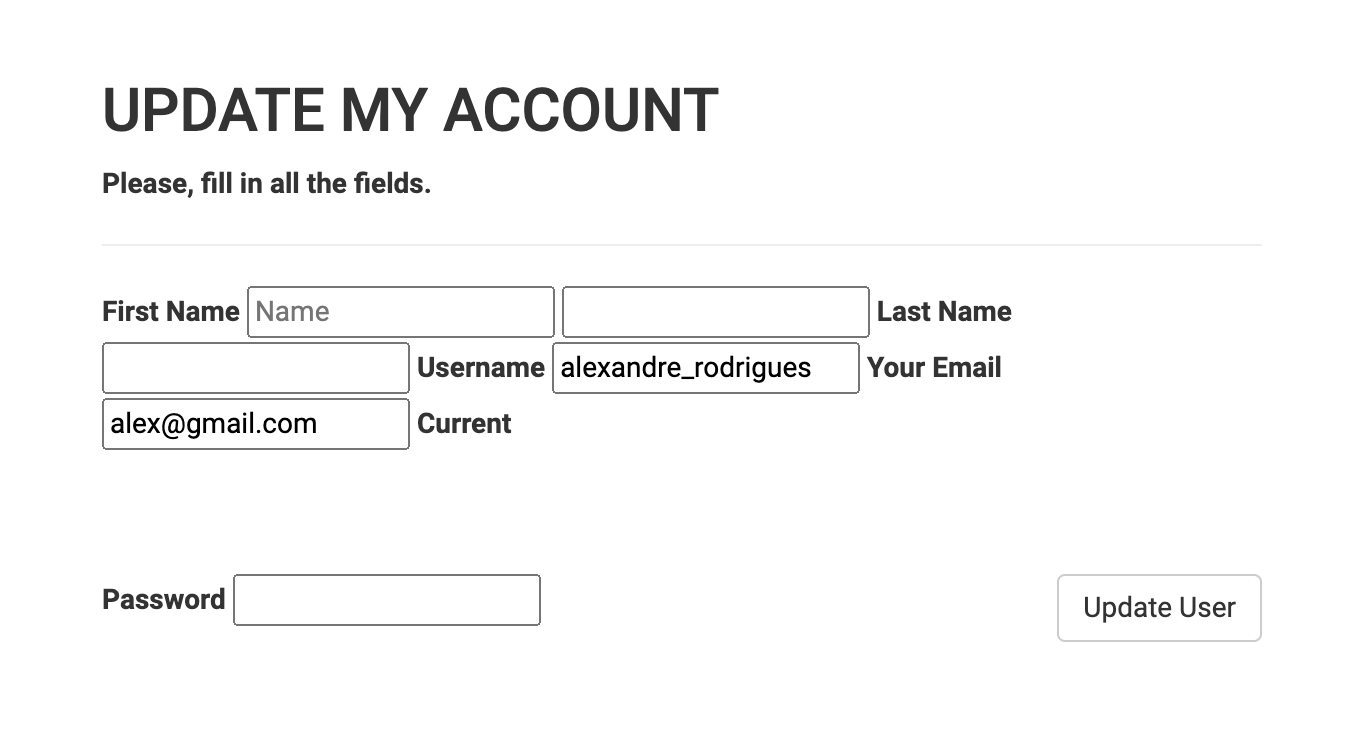 UPDATE MY ACCOUNT
Please, fill in all the fields.
First Name Name Last Name
Username alexandre_rodrigues Your Email
alex@gmail.com Current
Password Update User